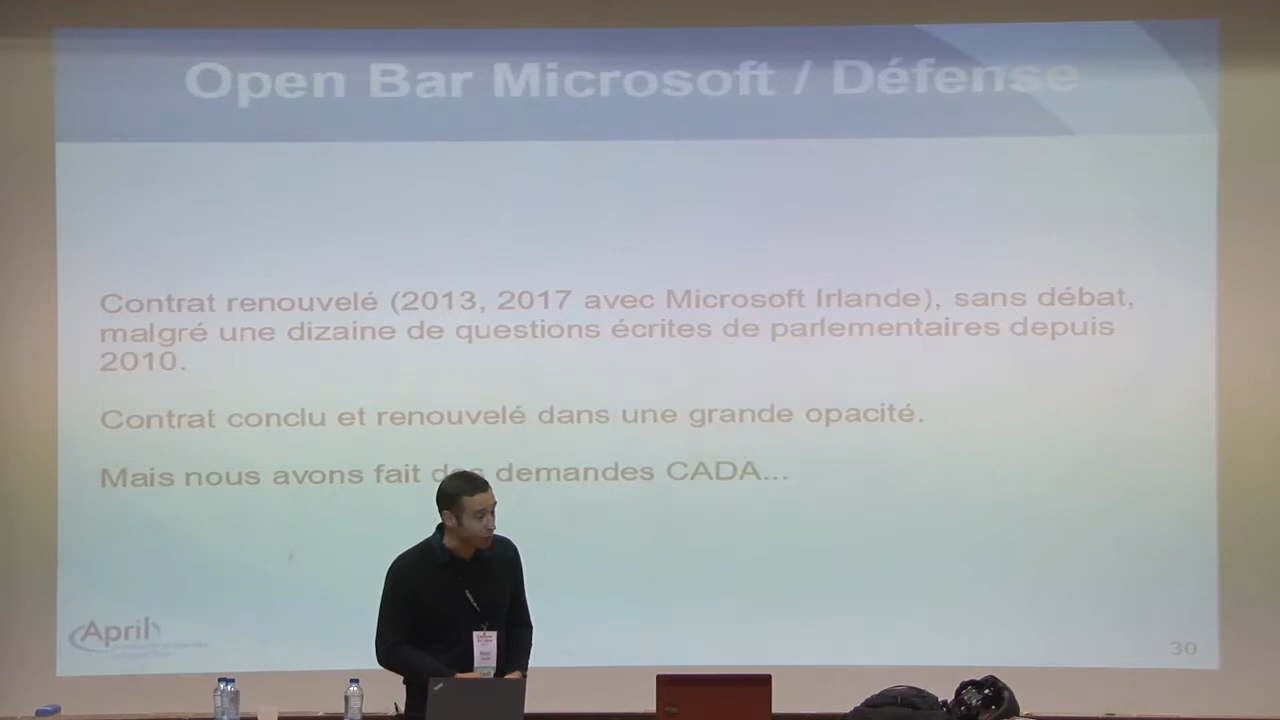 Open Bar Microsoft / Défense
Contrat renouvelé (2013, 2017 avec Microsoft Irlande), sans débat,
malgré une dizaine de questions écrites de parlementaires depuis
2010.
Contrat conclu et renouvelé dans une grande opacité.
Mais nous avons fait des demandes CADA...
April
30